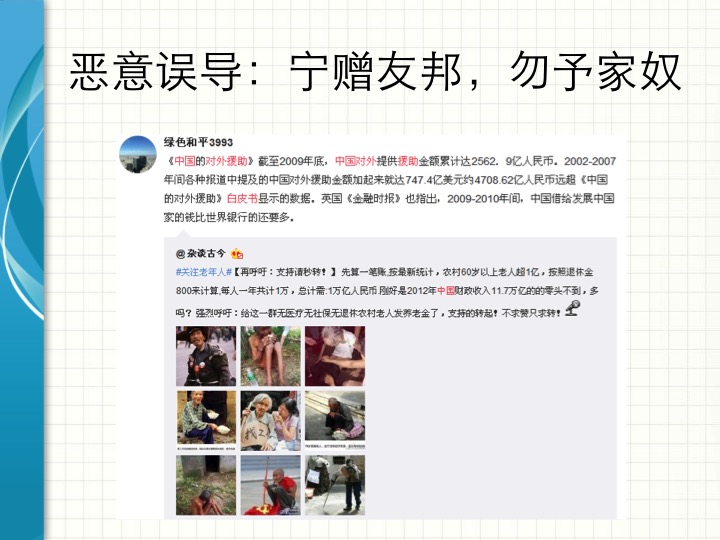 恶意误导：宁赠友邦，勿予家奴
绿色和平3993
《中国的对外援助》截至2009年底，中国对外提供援助金额累计达2562．9亿人民币。2002-2007
年间各种报道中提及的中国对外援助金额加起来就达747.4亿美元约4708.62亿人民币远超《中国
的对外援助》白皮书显示的数据。英国《金融时报》也指出，2009-2010年间，中国借给发展中国
家的钱比世界银行的还要多。
@杂谈古今
#关注老年人#【再呼吁：支持请秒转！】先算一笔账,按最新统计，农村60岁以上老人超1亿，按照退休金
800来计算,每人一年共计1万，总计需:1万亿人民币.刚好是2012年中国财政收入11.7万亿的的零头不到，多
吗？强烈呼吁：给这一群无医疗无社保无退休农村老人发养老金了，支持的转起！不求赞只求转！
找工